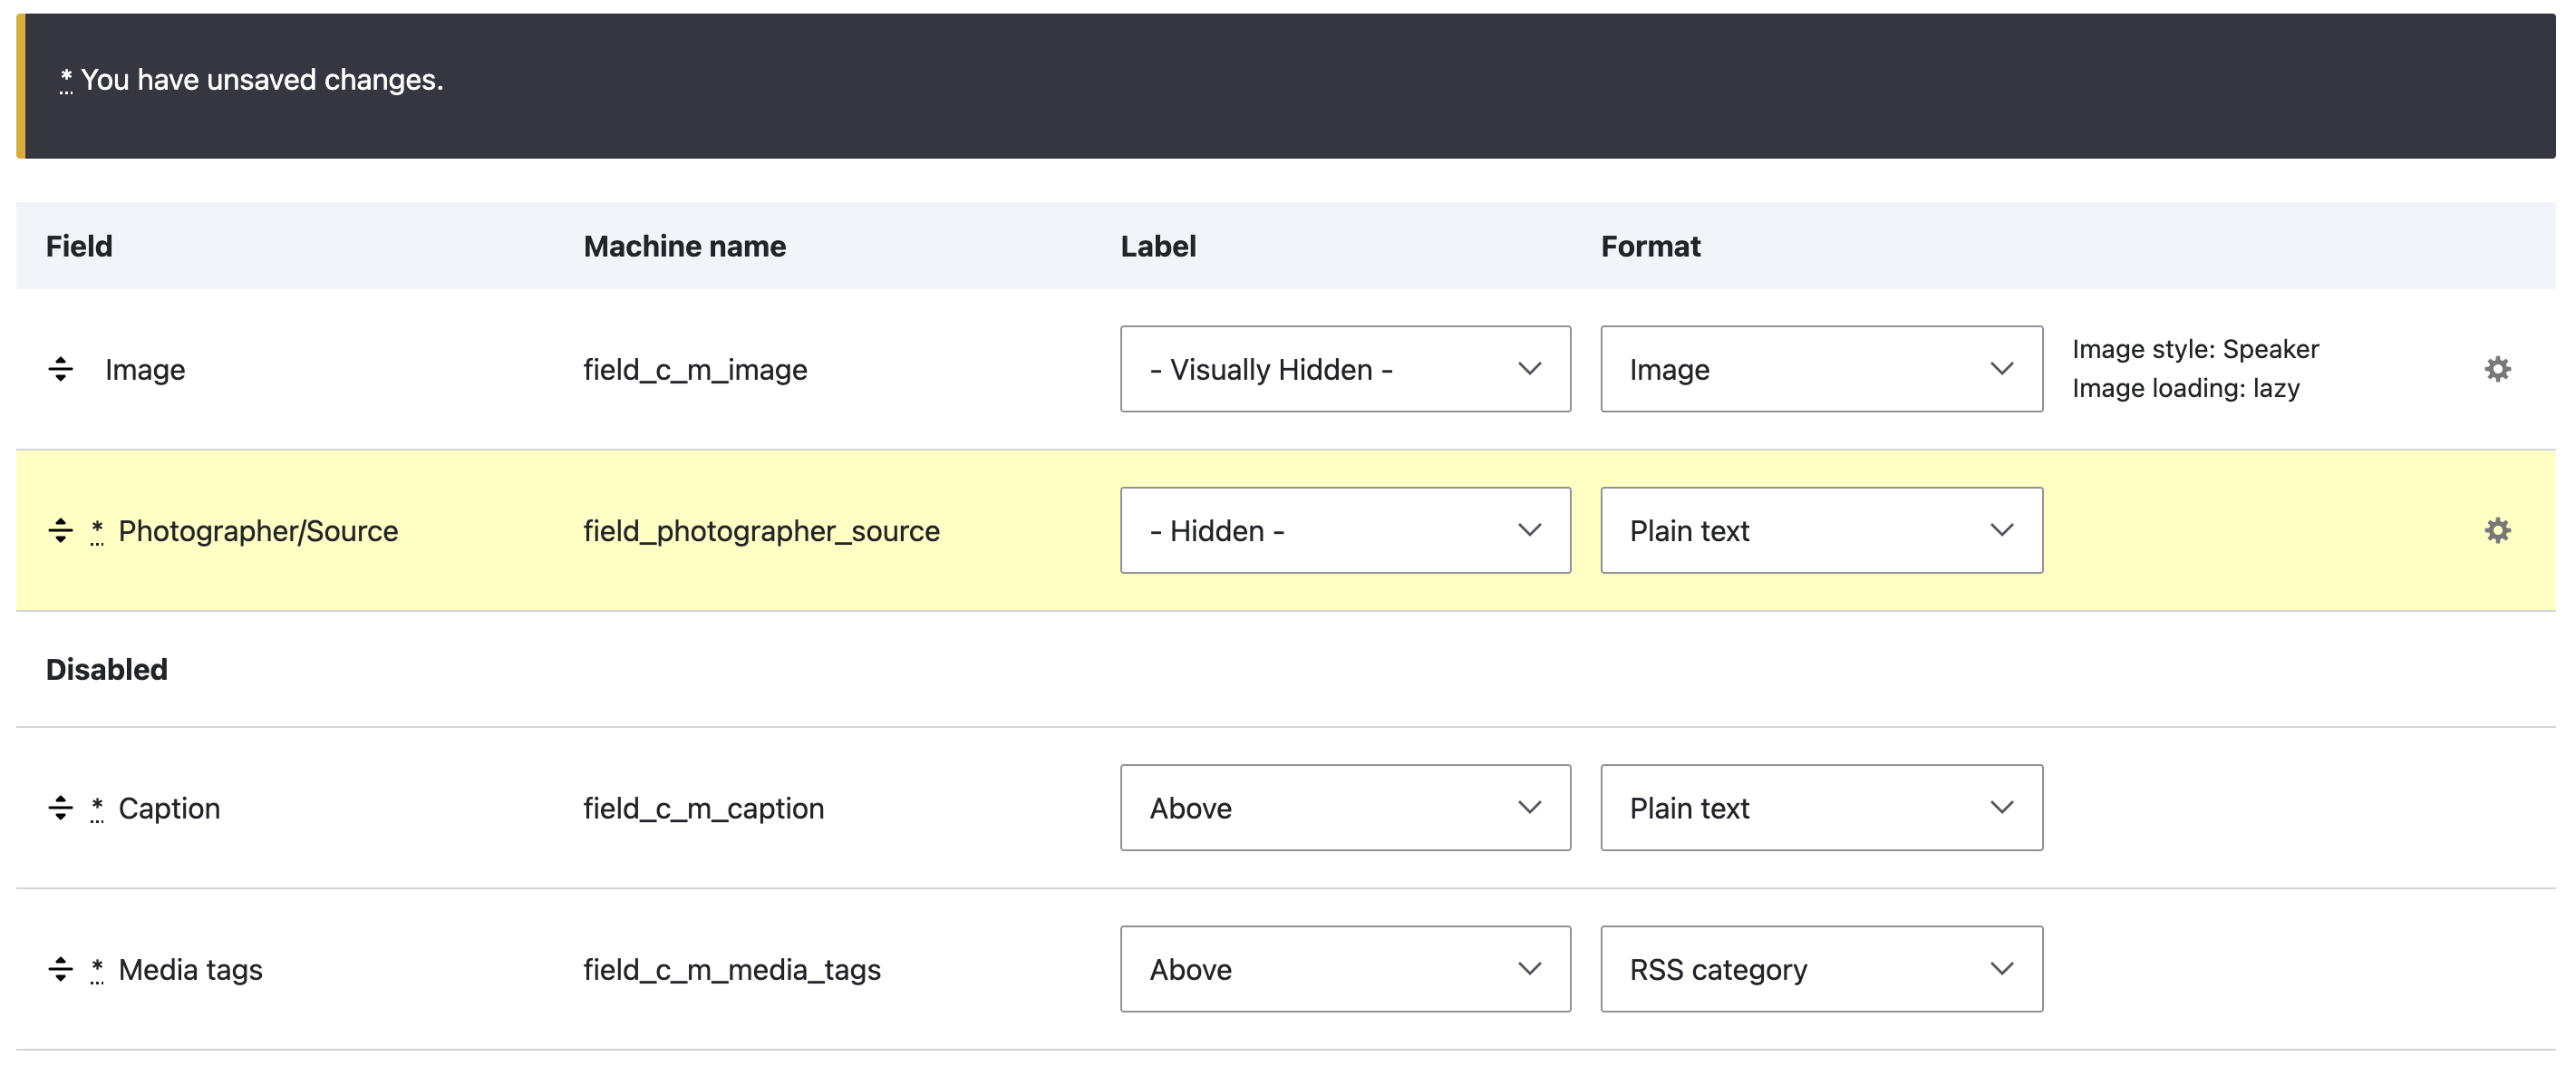 * You have unsaved changes.
Field Machine name Label Format
Image field_c_m_image - Visually Hidden - Image Image style: Speaker
Image loading: lazy
* Photographer/Source field_photographer_source - Hidden - Plain text
Disabled
* Caption field_c_m_caption Above Plain text
* Media tags field_c_m_media_tags Above RSS category